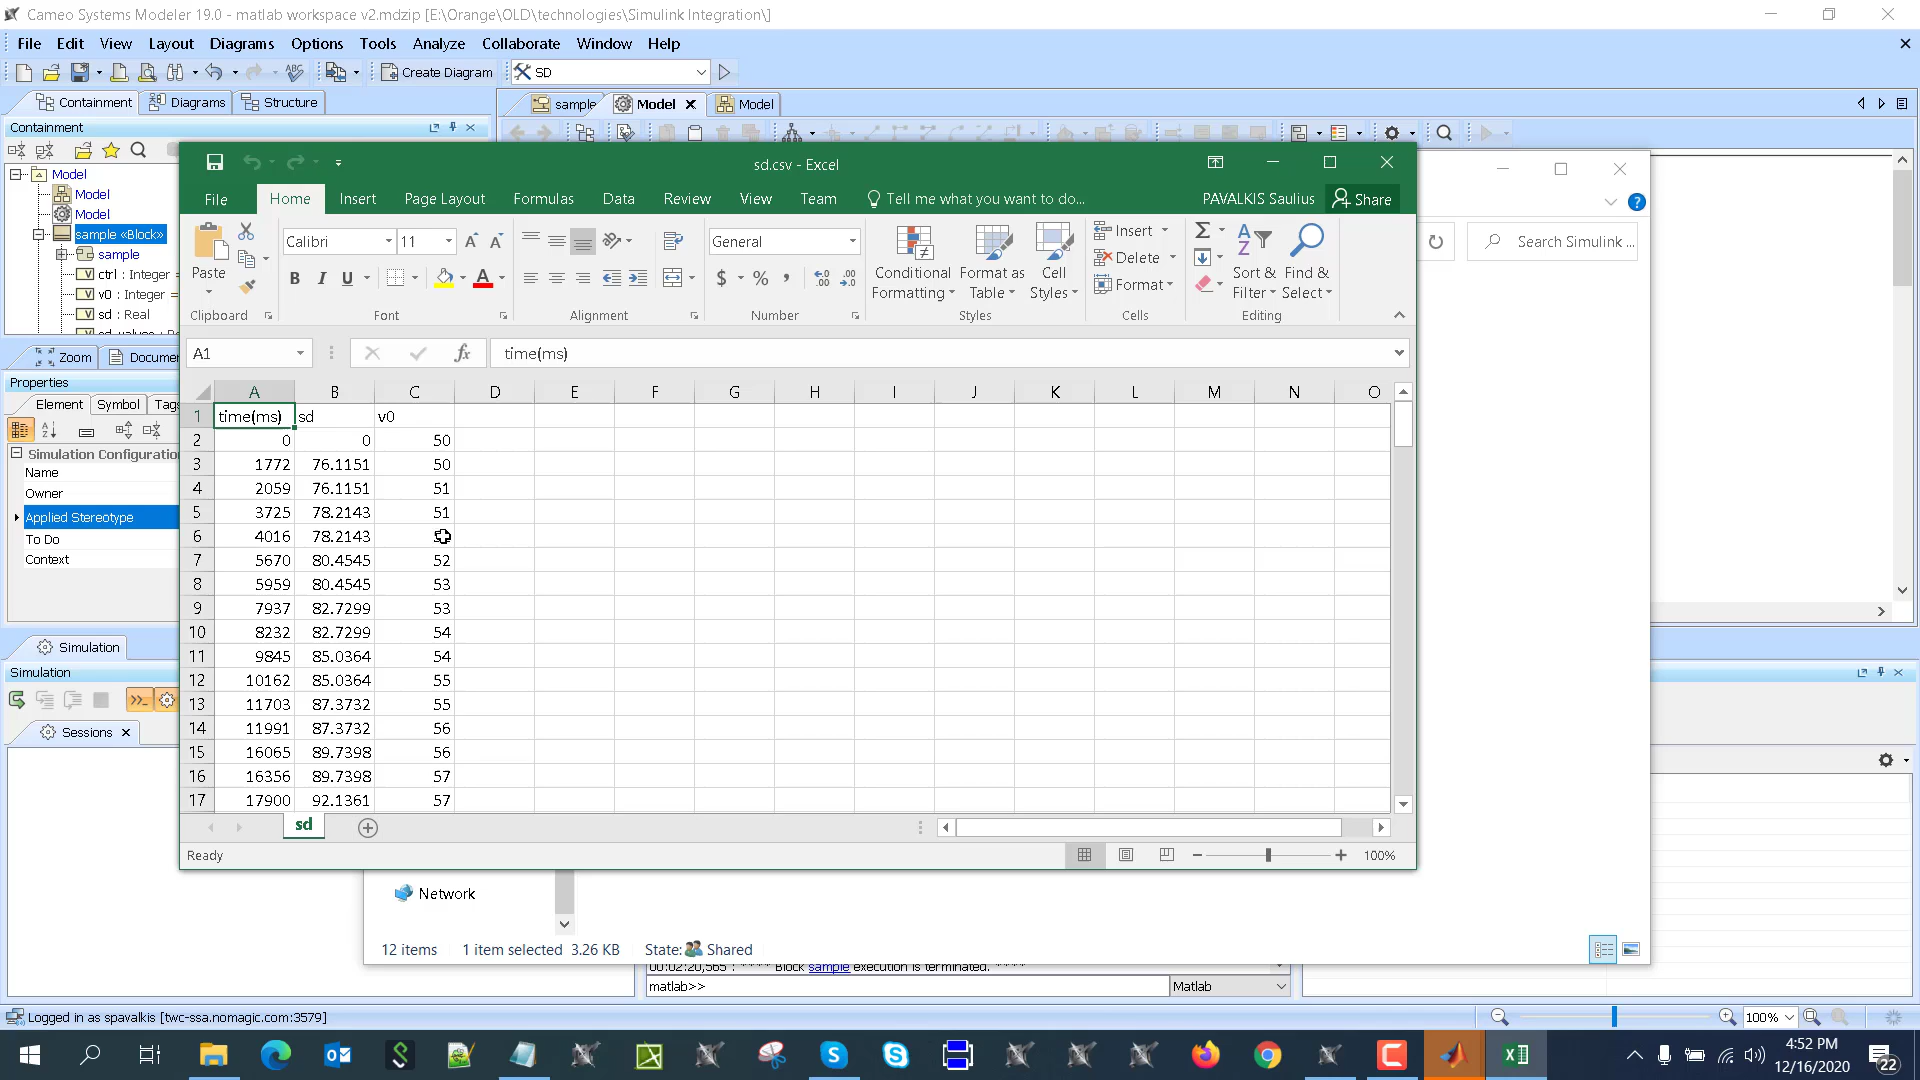 Cameo Systems Modeler 19.0 - matlab workspace v2.mdzip [E:\Orange\OLD\technologies\Simulink Integration\]
File Edit View Layout Diagrams Options Tools Analyze Collaborate Window Help
Create Diagram SD
Containment Diagrams Structure sample Model Model
Containment
Model
Model
Model
sample «Block»
sample
ctrl : Integer =
v0 : Integer =
sd : Real
Zoom Documen
Properties
Element Symbol Tags
Simulation Configuratio
Name
Owner
Applied Stereotype
To Do
Context
Simulation
Simulation
Sessions
sd.csv - Excel
File Home Insert Page Layout Formulas Data Review View Team Tell me what you want to do... PAVALKIS Saulius Share
Paste Calibri 11 General Conditional Formatting Format as Table Cell Styles Insert Delete Format Sort & Filter Find & Select
Clipboard Font Alignment Number Styles Cells Editing
Search Simulink ...
A1 time(ms)
A B C D E F G H I J K L M N O
1 time(ms) sd v0
2 0 0 50
3 1772 76.1151 50
4 2059 76.1151 51
5 3725 78.2143 51
6 4016 78.2143
7 5670 80.4545 52
8 5959 80.4545 53
9 7937 82.7299 53
10 8232 82.7299 54
11 9845 85.0364 54
12 10162 85.0364 55
13 11703 87.3732 55
14 11991 87.3732 56
15 16065 89.7398 56
16 16356 89.7398 57
17 17900 92.1361 57
sd
Ready 100%
Network
12 items 1 item selected 3.26 KB State: Shared
00:02:20,565 : **** Block sample execution is terminated. ****
matlab>> Matlab
Logged in as spavalkis [twc-ssa.nomagic.com:3579] 100%
4:52 PM
12/16/2020
22